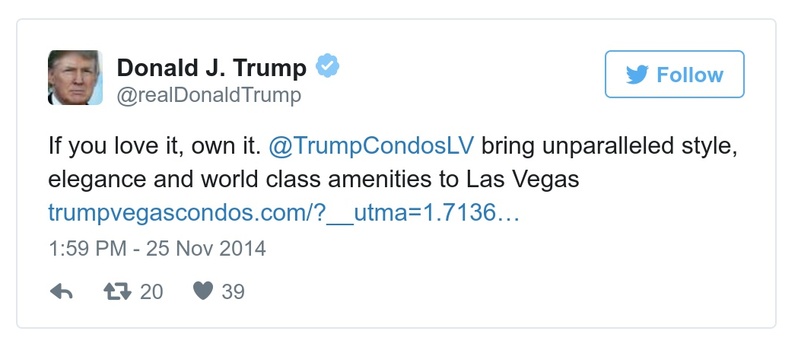 Donald J. Trump
@realDonaldTrump
Follow
If you love it, own it. @TrumpCondosLV bring unparalleled style,
elegance and world class amenities to Las Vegas
trumpvegascondos.com/?__utma=1.7136…
1:59 PM - 25 Nov 2014
20 39